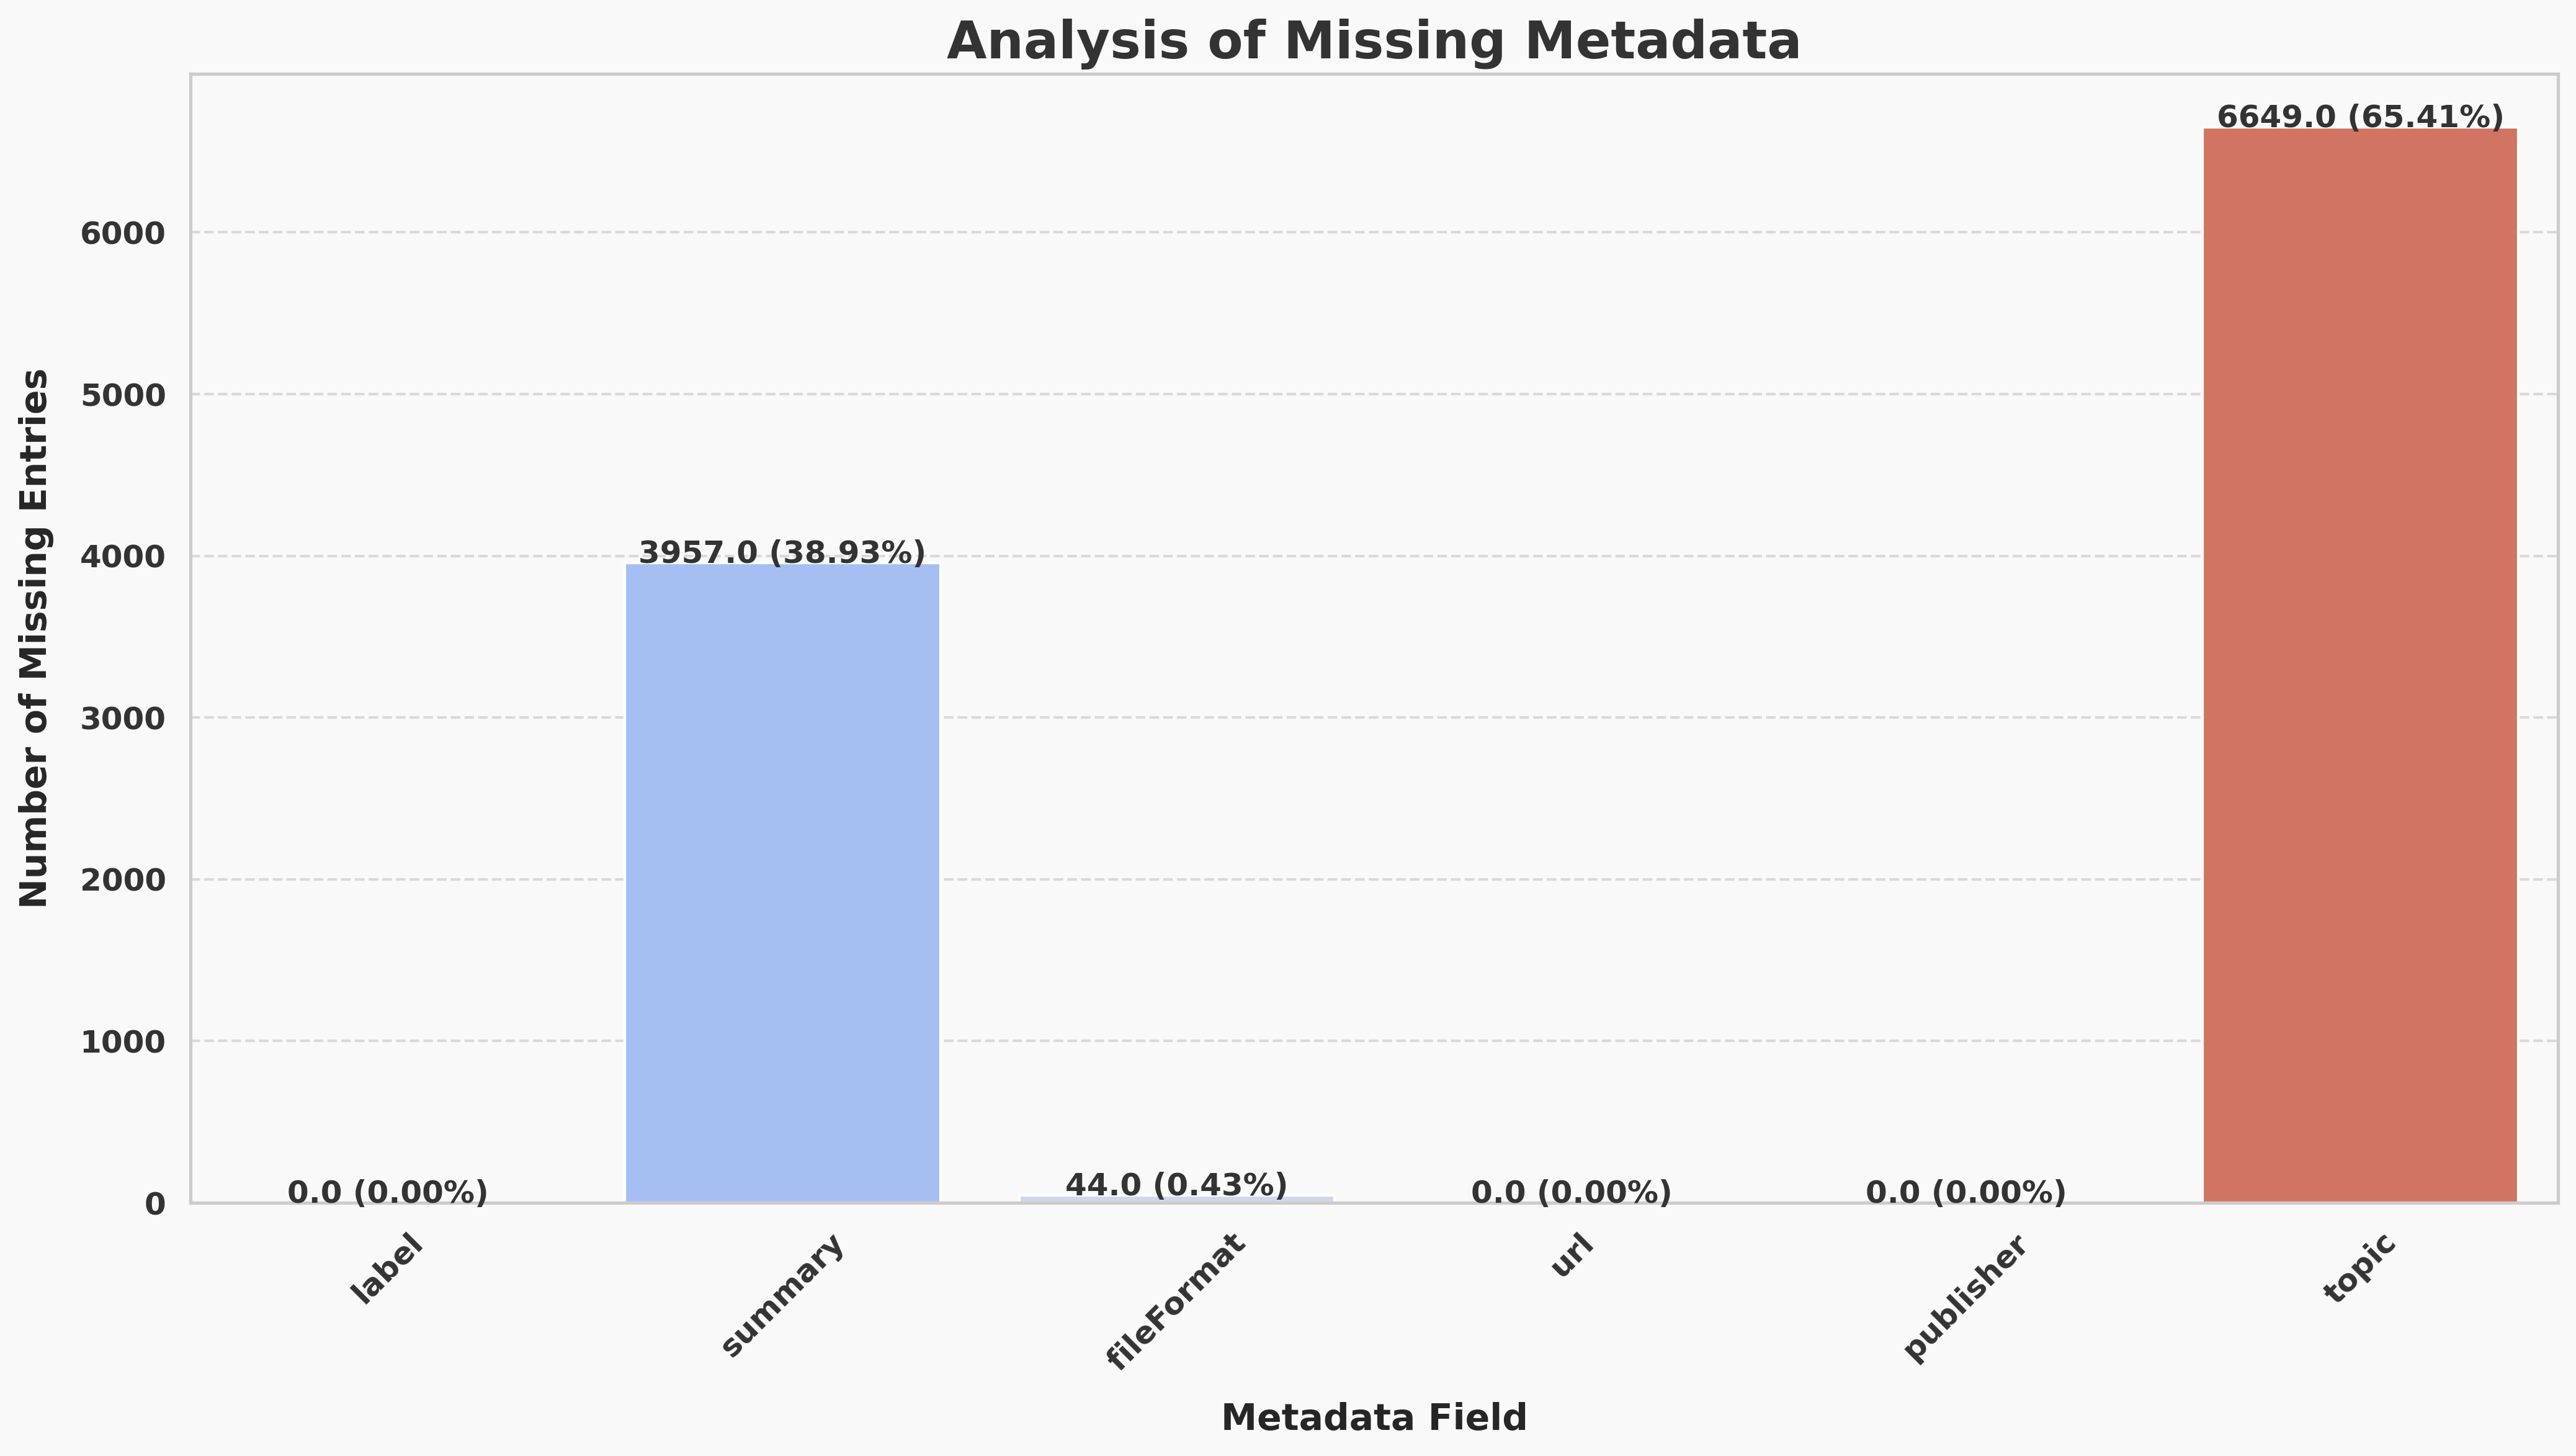 Analysis of Missing Metadata
6649.0 (65.41%)
6000
5000
4000
3957.0 (38.93%)
3000
2000
1000
0
0.0 (0.00%)
44.0 (0.43%)
0.0 (0.00%)
0.0 (0.00%)
Number of Missing Entries
label
summary
fileFormat
url
publisher
topic
Metadata Field